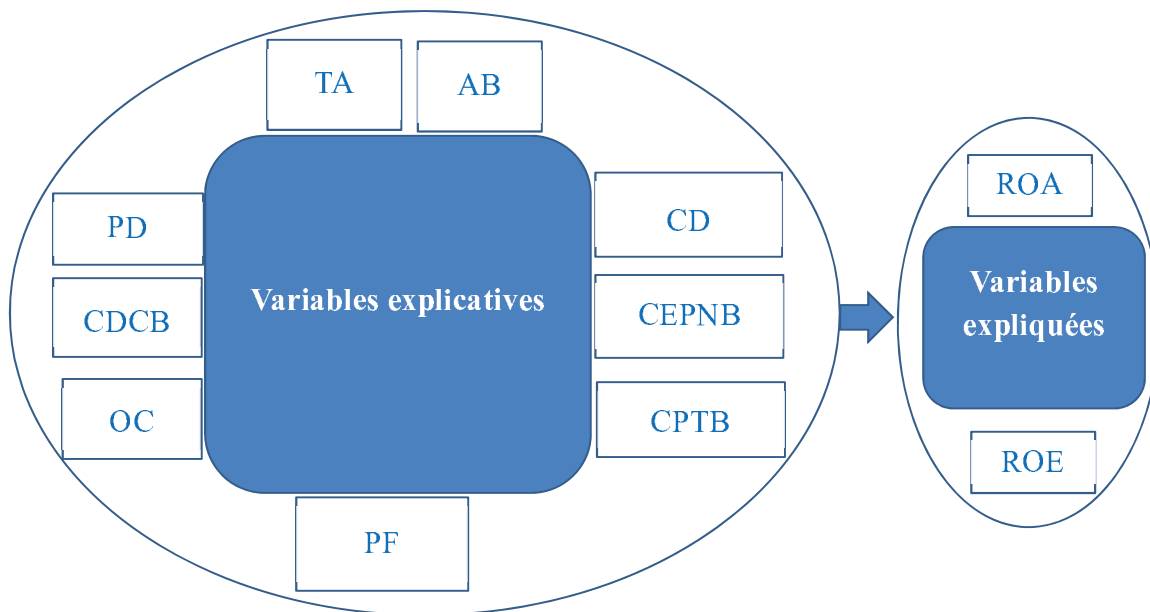 TA
AB
PD
CDCB
OC
Variables explicatives
CD
CEPNB
CPTB
PF
ROA
Variables
expliquées
ROE